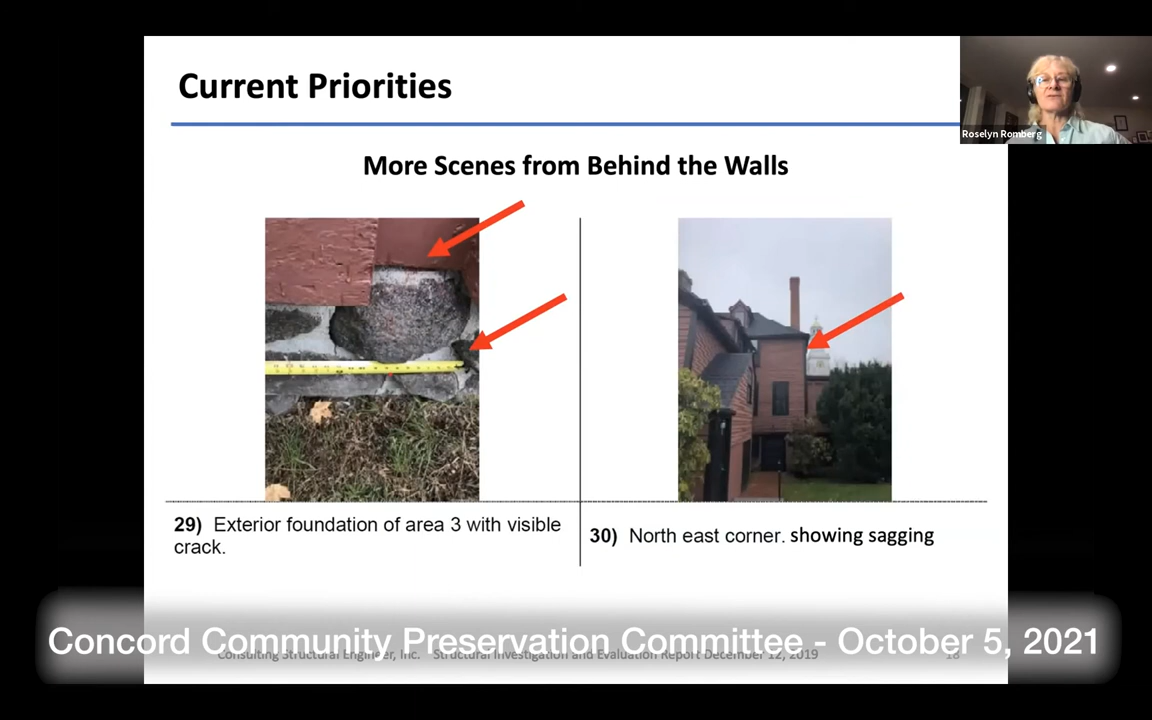 Current Priorities
Roselyn Romberg
More Scenes from Behind the Walls
29) Exterior foundation of area 3 with visible
crack.
30) North east corner. showing sagging
Concord Community Preservation Committee - October 5, 2021
Consulting Structural Engineer, Inc. Structural Investigation and Evaluation Report December 12, 2019
18